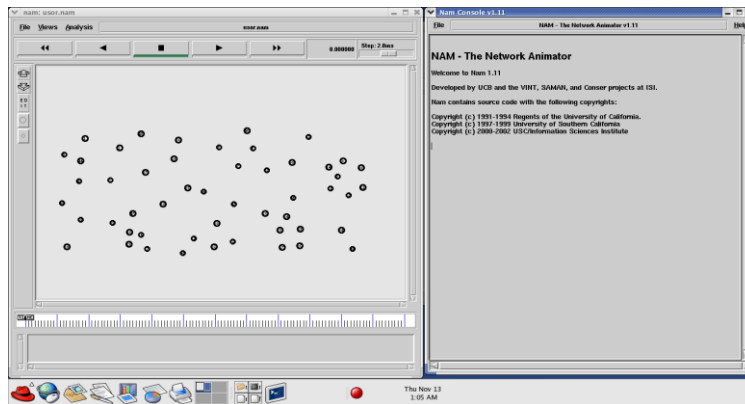 nam: user.nam
File Views Analysis user.nam
0.000000 Step: 2.0ms
Nam Console v1.11
File NAM - The Network Animator v1.11 Help
NAM - The Network Animator
Welcome to Nam 1.11
Developed by UCB and the VINT, SAMAN, and Conser projects at ISI.
Nam contains source code with the following copyrights:
Copyright (c) 1991-1994 Regents of the University of California.
Copyright (c) 1997-1999 University of Southern California
Copyright (c) 2000-2002 USC/Information Sciences Institute
Thu Nov 13
1:05 AM